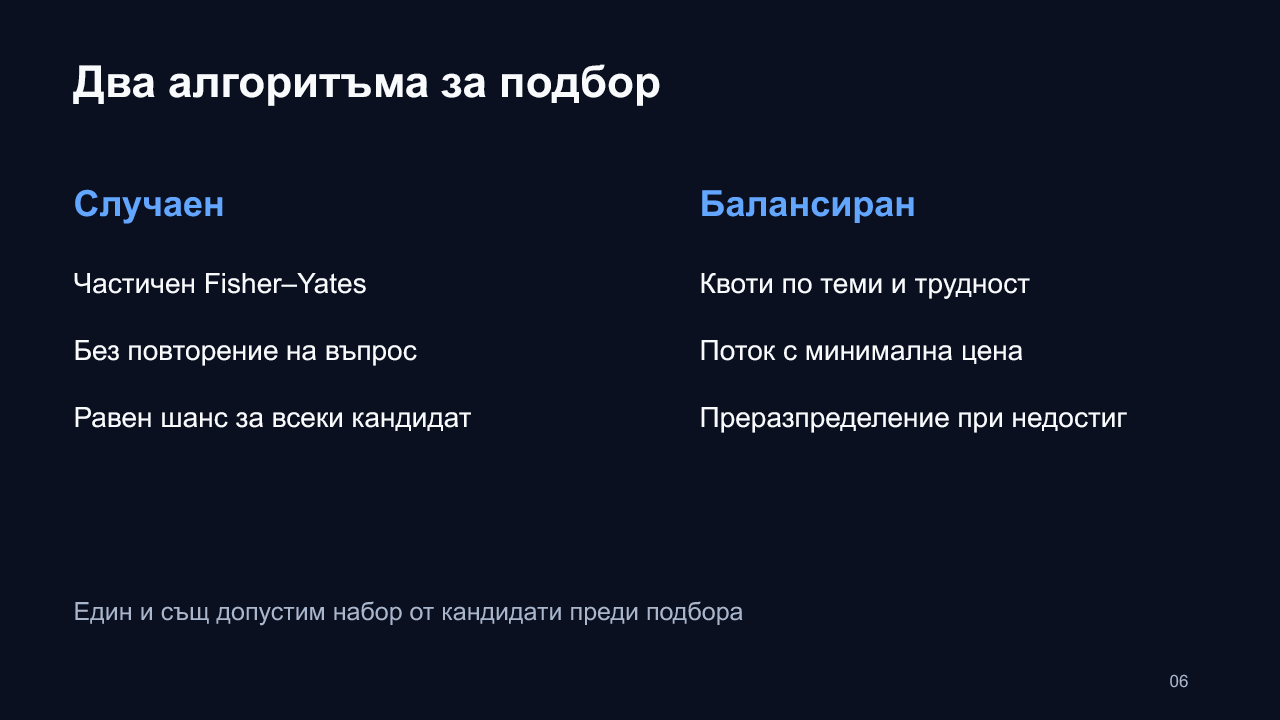 Два алгоритъма за подбор
Случаен
Частичен Fisher–Yates
Без повторение на въпрос
Равен шанс за всеки кандидат
Балансиран
Квоти по теми и трудност
Поток с минимална цена
Преразпределение при недостиг
Един и същ допустим набор от кандидати преди подбора
06